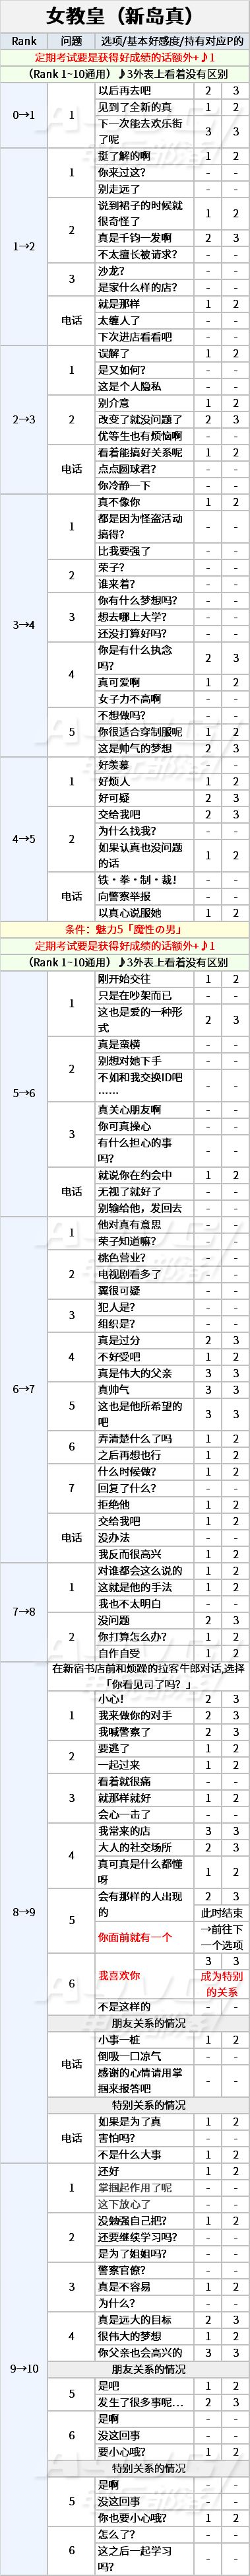 女教皇（新岛真）
Rank 问题 选项/基本好感度/持有对应P的
定期考试要是获得好成绩的话额外+♪1
（Rank 1~10通用）♪3外表上看着没有区别
0→1 1 以后再去吧 2 3
见到了全新的真 1 2
下一次能去欢乐街
了呢 3 3
1→2 1 挺了解的啊 1 2
你来过这？ - -
别走远了 - -
2 说到裙子的时候就
很奇怪了 1 2
真是千钧一发啊 2 3
不太擅长被请求？ - -
3 沙龙？ - -
是家什么样的店？ - -
电话 就是那样 1 2
太缠人了 - -
下次进店看看吧 - -
2→3 1 误解了 1 2
是又如何？ - -
这是个人隐私 - -
2 别介意 1 2
改变了就没问题了 2 3
优等生也有烦恼啊 - -
电话 看着能搞好关系呢 1 2
点点圆球君？ - -
你冷静一下 - -
3→4 1 真不像你 1 2
都是因为怪盗活动
搞得？ - -
比我要强了 - -
2 荣子？ - -
谁来着？ - -
3 你有什么梦想吗？ - -
想去哪上大学？ - -
还没打算好吗？ - -
4 你是有什么执念
吗？ 2 3
真可爱啊 1 2
女子力不高啊 - -
5 不想做吗？ - -
你很适合穿制服呢 1 2
这是帅气的梦想 2 3
4→5 1 好羡慕 - -
好烦人 1 2
好可疑 2 3
2 交给我吧 2 3
为什么找我？ - -
如果认真也没问题
的话 1 2
电话 铁·拳·制·裁！ - -
向警察举报 - -
以真心说服她 1 2
条件：魅力5「魔性の男」
定期考试要是获得好成绩的话额外+♪1
（Rank 1~10通用）♪3外表上看着没有区别
5→6 1 刚开始交往 1 2
只是在吵架而已 - -
这也是爱的一种形
式 2 3
2 真是蛮横 - -
别想对她下手 - -
不如和我交换ID吧
…… - -
3 真关心朋友啊 - -
你可真操心 - -
有什么担心的事
吗？ - -
电话 就说你在约会中 1 2
无视了就好了 - -
别输给他，发回去 - -
6→7 1 他对真有意思 - -
荣子知道嘛？ - -
2 桃色营业？ - -
电视剧看多了 - -
翼很可疑 - -
3 犯人是？ - -
组织是？ - -
4 真是过分 2 3
不好受吧 1 2
5 真是伟大的父亲 3 3
真帅气 3 3
这也是他所希望的
吧 3 3
6 弄清楚什么了吗 1 2
之后再想也行 1 2
7 什么时候做？ 1 2
回复了什么？ - -
拒绝他 1 2
电话 交给我吧 1 2
没办法 - -
我反而很高兴 1 2
7→8 1 对谁都会这么说的 1 2
这就是他的手法 1 2
我也不太明白 - -
2 没问题 2 3
你打算怎么办？ 1 2
自作自受 1 2
8→9 在新宿书店前和烦躁的拉客牛郎对话,选择
「你看见司了吗？」
1 小心！ 2 3
我来做你的对手 2 3
我喊警察了 2 3
2 要逃了 1 2
一起过来 1 2
3 看着就很痛 - -
就那样就好 1 2
会心一击了 - -
4 我常来的店 3 3
大人的社交场所 2 3
真可真是什么都懂
呀 1 2
5 会有那样的人出现
的 2 3
你面前就有一个 此时结束
→前往下
一个选项
6 我喜欢你 3 3
成为特别
的关系
不是这样的 - -
朋友关系的情况
电话 小事一桩 1 2
倒吸一口凉气 - -
感谢的心情请用掌
掴来报答吧 - -
特别关系的情况
电话 如果是为了真 1 2
害怕吗？ - -
不是什么大事 1 2
9→10 1 还好 1 2
掌掴起作用了呢 - -
这下放心了 - -
2 没勉强自己把？ 1 2
还要继续学习吗？ - -
是为了姐姐吗？ - -
3 警察官僚？ - -
真是不容易 1 2
为什么？ - -
4 真是远大的目标 2 3
很伟大的梦想 1 2
你父亲也会高兴的 3 3
朋友关系的情况
5 是吧 1 2
发生了很多事呢… 2 3
6 是啊 - -
没这回事 - -
要小心哦？ 1 2
特别关系的情况
5 是啊 - -
没这回事 - -
你也要小心哦？ 1 2
6 怎么了？ - -
这之后一起学习
吗？ - -